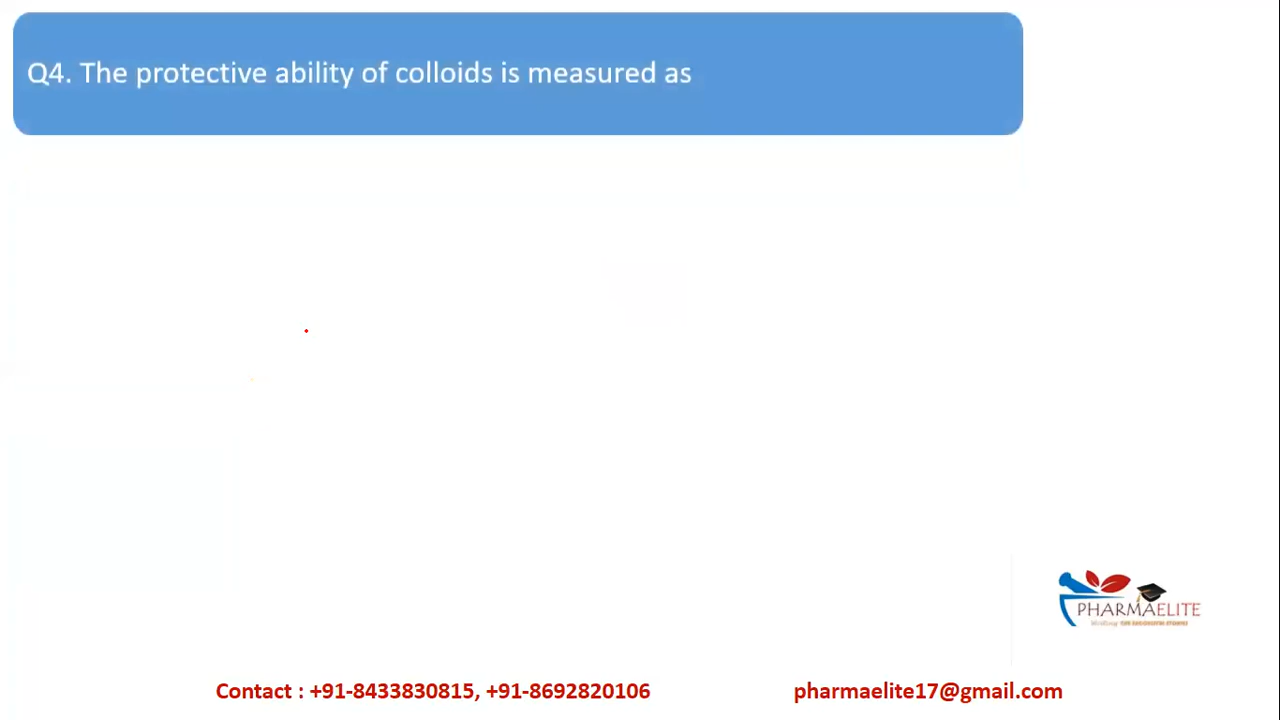 Q4. The protective ability of colloids is measured as
PHARMAELITE
Contact : +91-8433830815, +91-8692820106
pharmaelite17@gmail.com